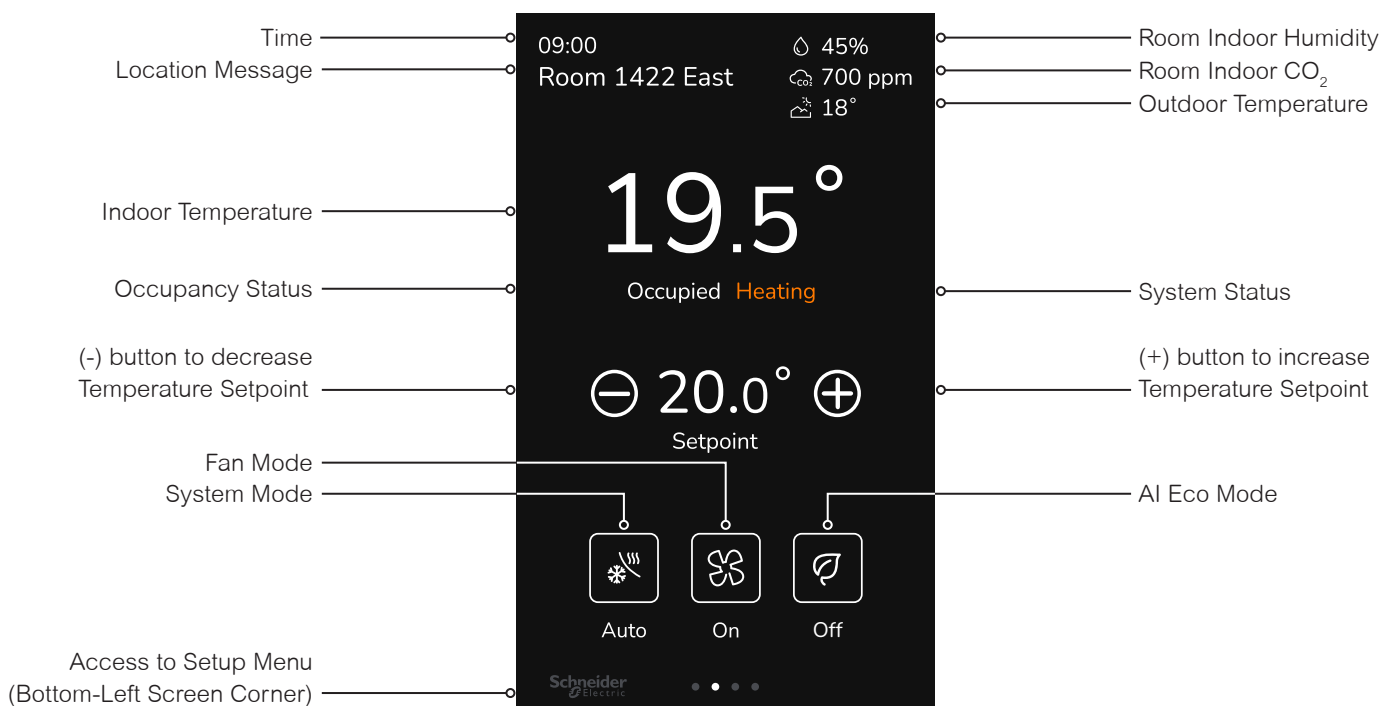 Time
Location Message
Indoor Temperature
Occupancy Status
(-) button to decrease
Temperature Setpoint
Fan Mode
System Mode
Access to Setup Menu
(Bottom-Left Screen Corner)
09:00
Room 1422 East
45%
CO₂ 700 ppm
18°
19.5°
Occupied Heating
20.0°
Setpoint
Auto On Off
Schneider
Electric
Room Indoor Humidity
Room Indoor CO₂
Outdoor Temperature
System Status
(+) button to increase
Temperature Setpoint
AI Eco Mode